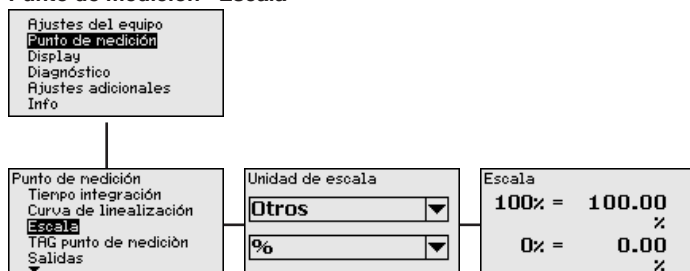 Punto de medición - Escala
Ajustes del equipo
Punto de medición
Display
Diagnóstico
Ajustes adicionales
Info
Punto de medición
Tiempo integración
Curva de linealización
Escala
TAG punto de mediciòn
Salidas
Unidad de escala
Otros
%
Escala
100% = 100.00
%
0% = 0.00
%